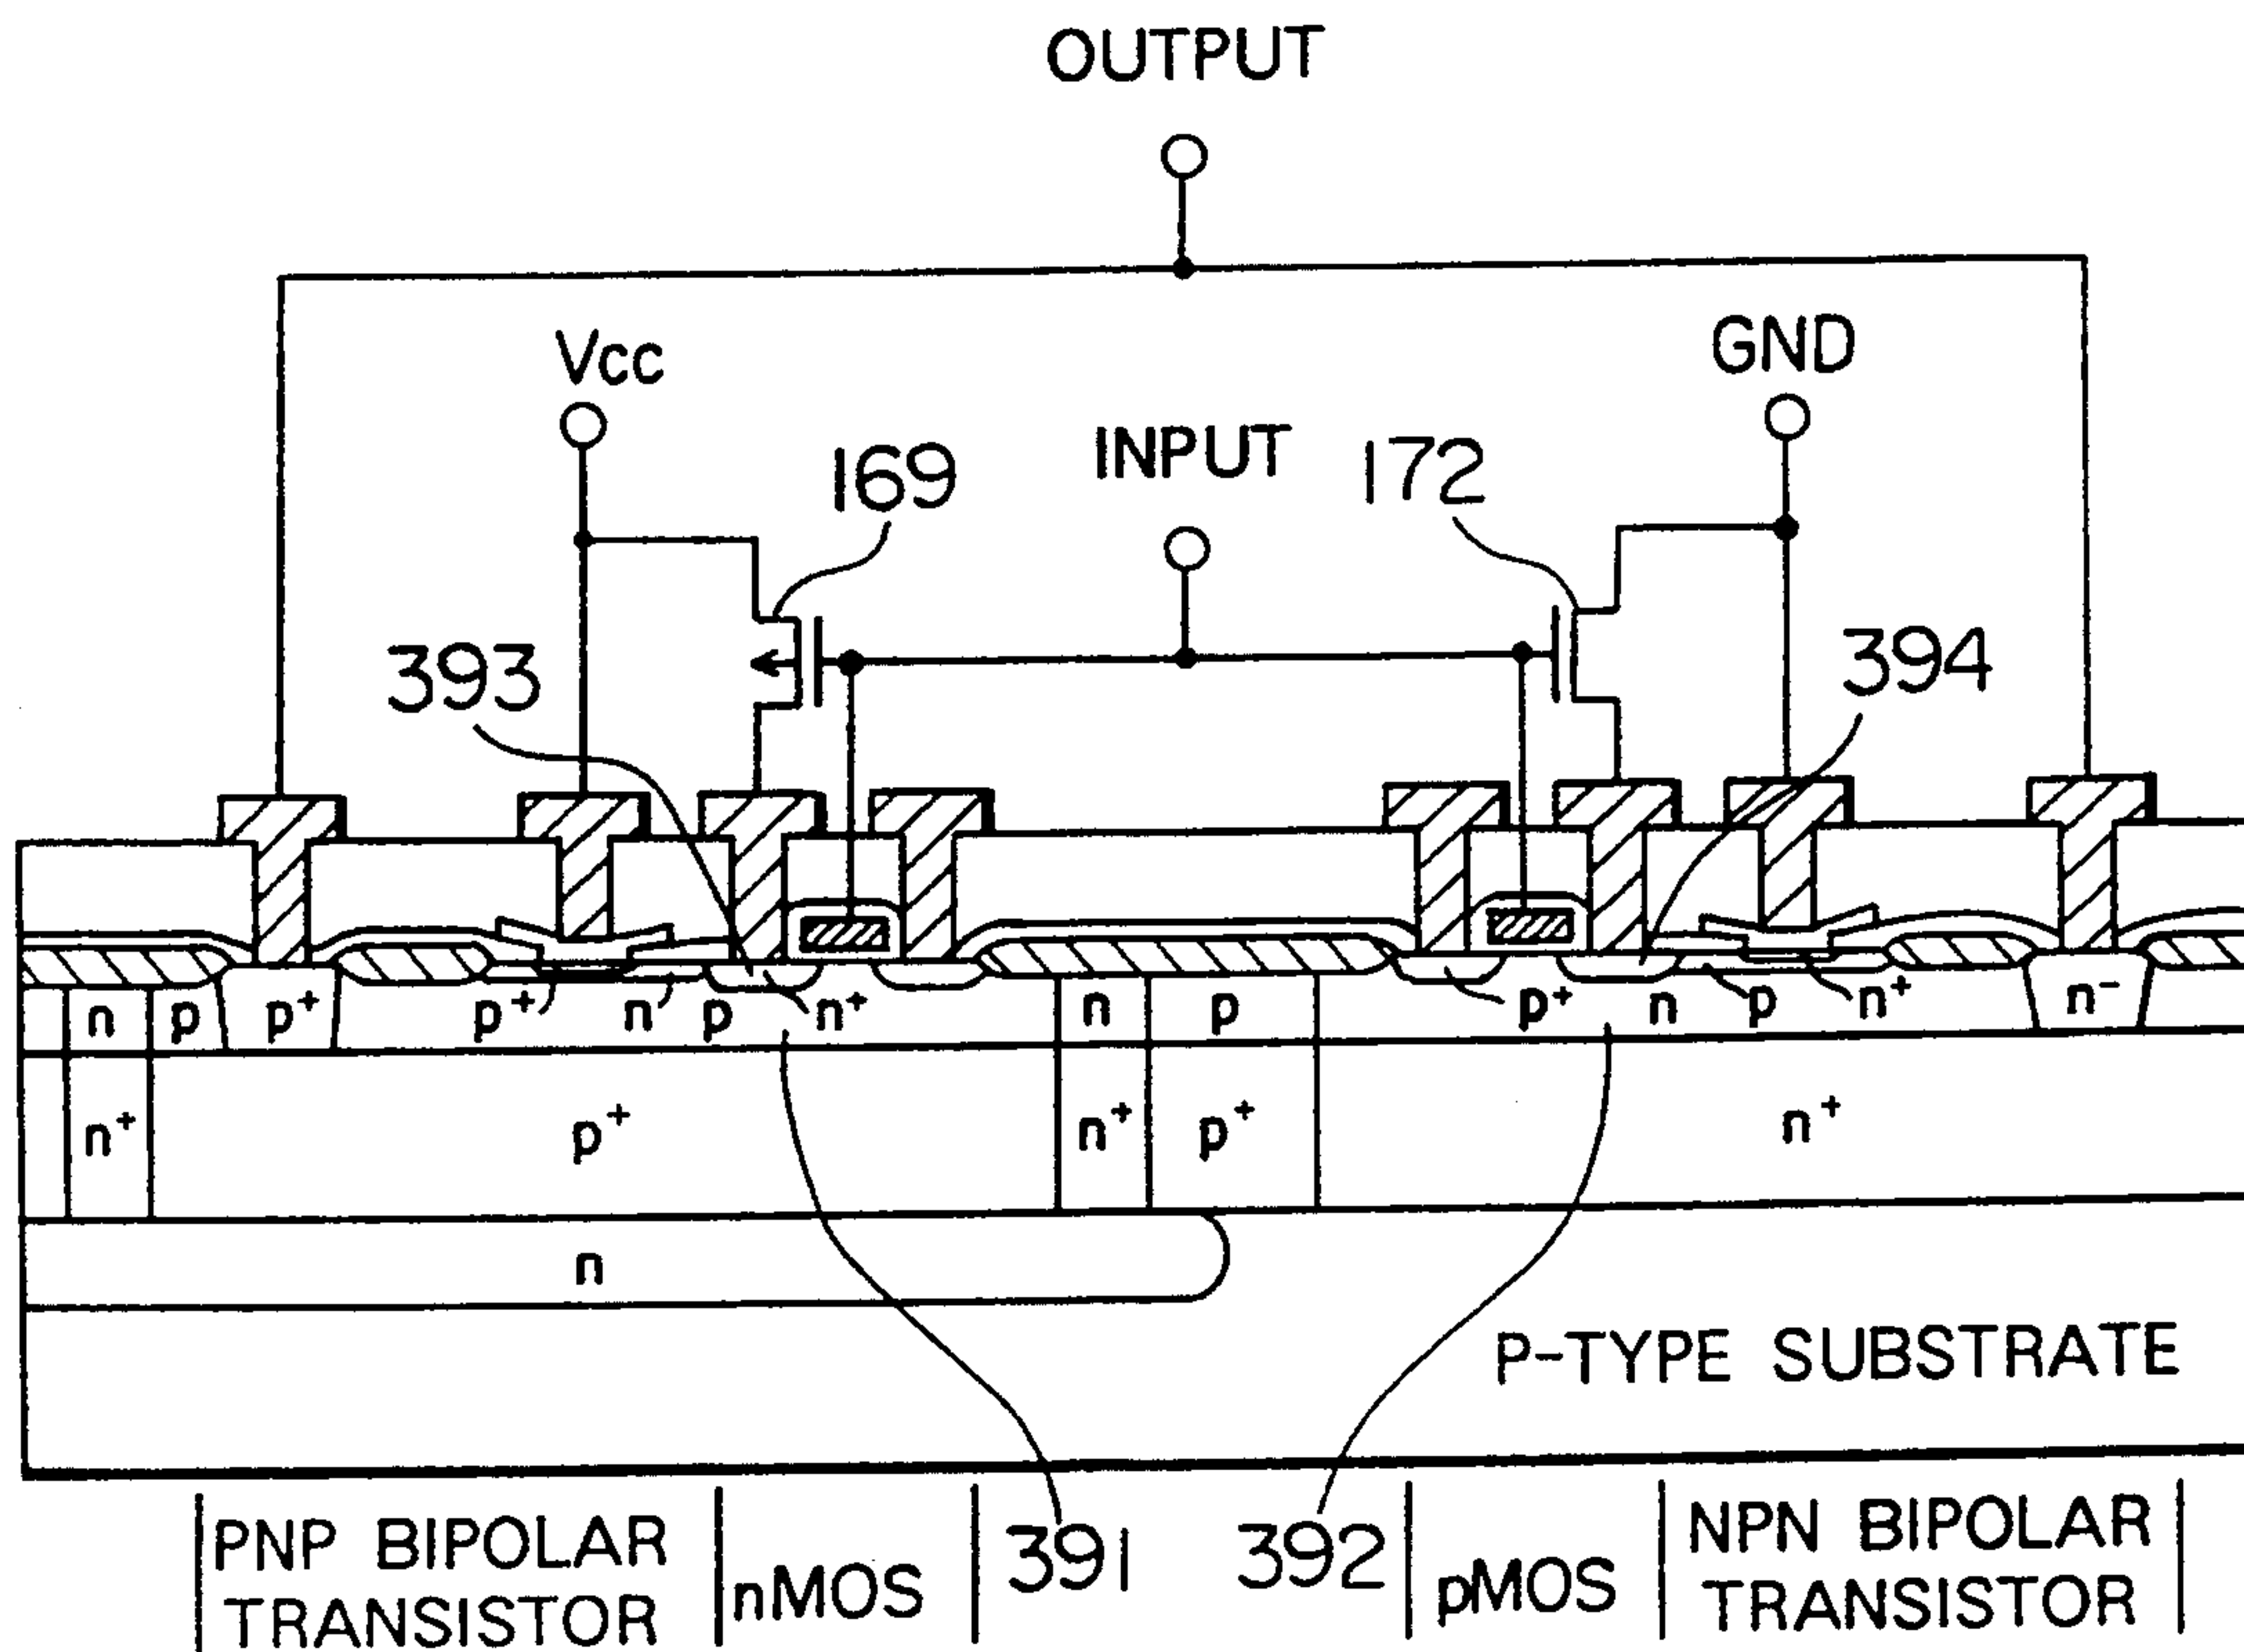 OUTPUT
Vcc
GND
INPUT
169
172
393
394
n p p⁺ p⁺ n p n⁺ n p p⁺ n p n⁺ n⁻
n⁺ p⁺ n⁺ p⁺ n⁺
n
P-TYPE SUBSTRATE
PNP BIPOLAR
TRANSISTOR
nMOS
391
392
pMOS
NPN BIPOLAR
TRANSISTOR